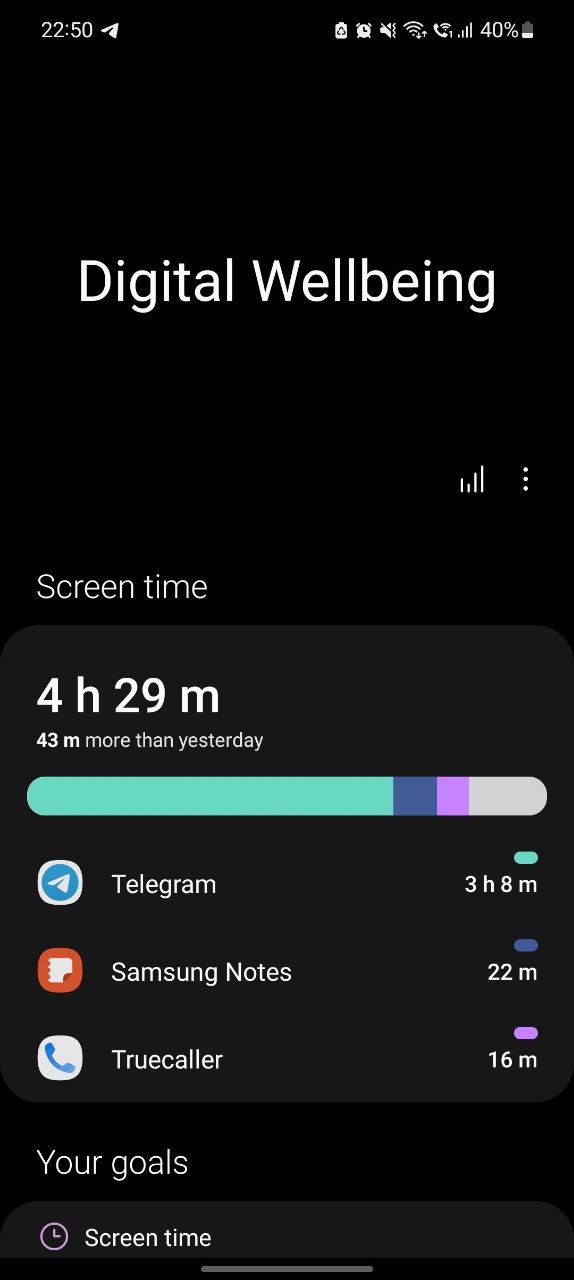 22:50 40%
Digital Wellbeing
Screen time
4 h 29 m
43 m more than yesterday
Telegram 3 h 8 m
Samsung Notes 22 m
Truecaller 16 m
Your goals
Screen time